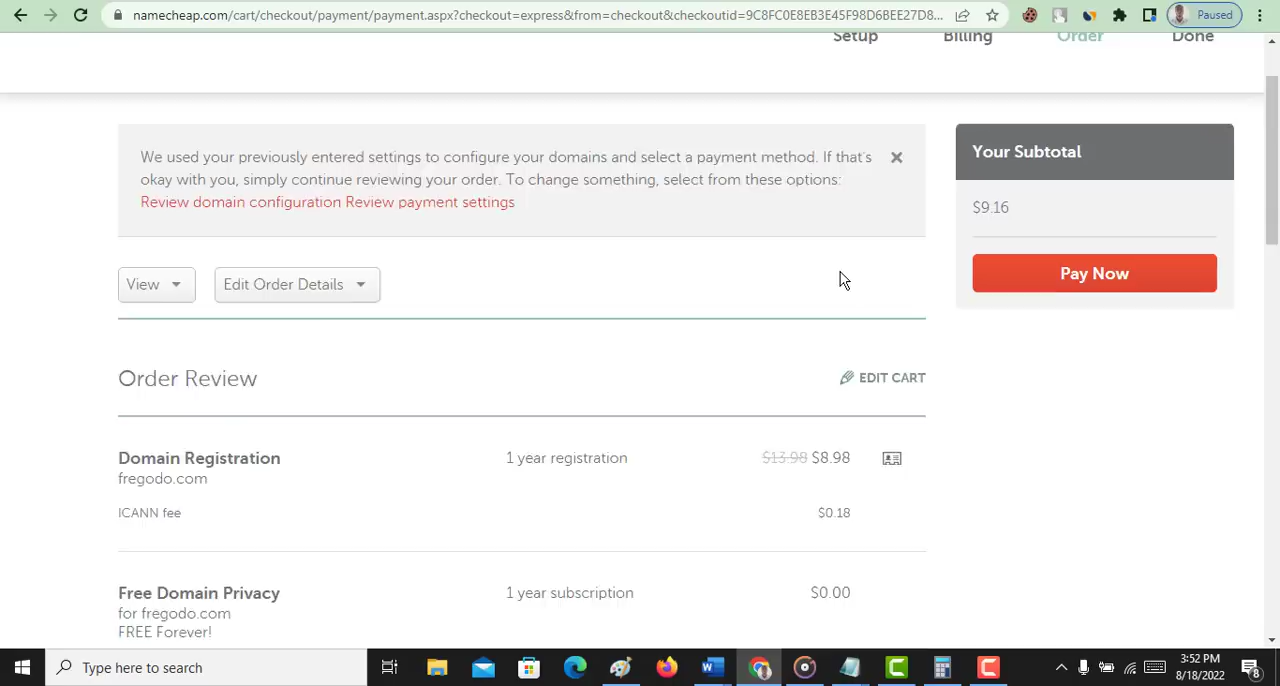 namecheap.com/cart/checkout/payment/payment.aspx?checkout=express&from=checkout&checkoutid=9C8FC0E8EB3E45F98D6BEE27D8...
Paused
Setup
Billing
Order
Done
We used your previously entered settings to configure your domains and select a payment method. If that's
okay with you, simply continue reviewing your order. To change something, select from these options:
Review domain configuration Review payment settings
Your Subtotal
$9.16
Pay Now
View
Edit Order Details
Order Review
EDIT CART
Domain Registration
1 year registration
$13.98 $8.98
fregodo.com
ICANN fee
$0.18
Free Domain Privacy
1 year subscription
$0.00
for fregodo.com
FREE Forever!
Type here to search
3:52 PM
8/18/2022
8